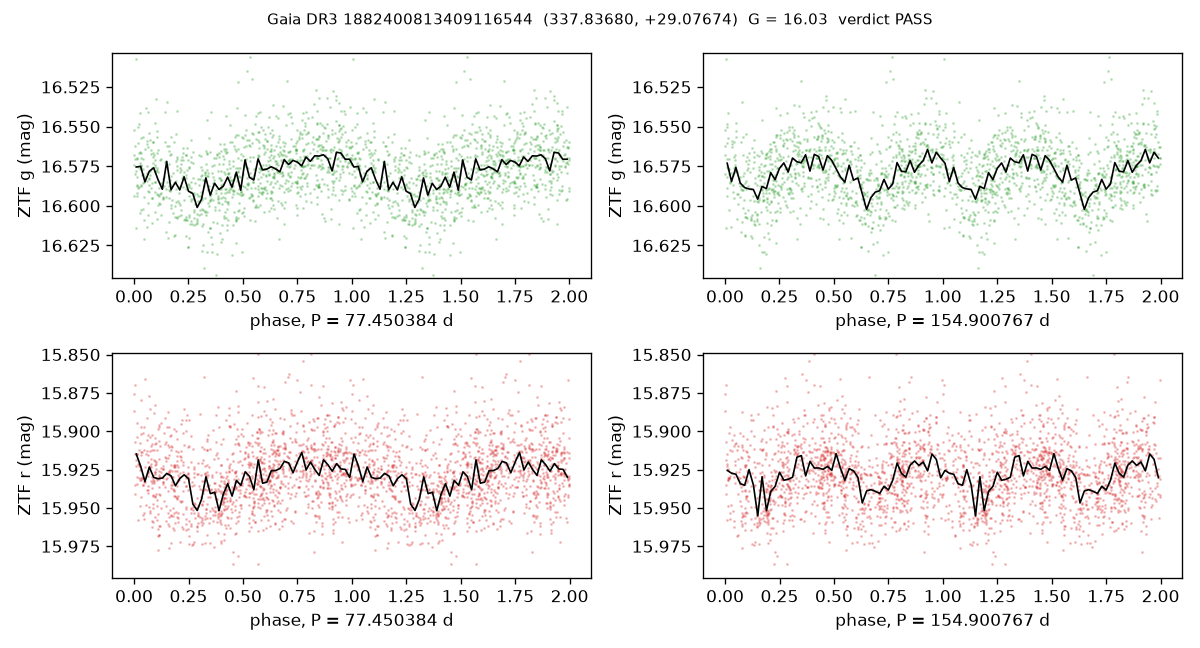 Gaia DR3 1882400813409116544 (337.83680, +29.07674) G = 16.03 verdict PASS
ZTF g (mag)
16.525
16.550
16.575
16.600
16.625
0.00 0.25 0.50 0.75 1.00 1.25 1.50 1.75 2.00
phase, P = 77.450384 d
ZTF g (mag)
16.525
16.550
16.575
16.600
16.625
0.00 0.25 0.50 0.75 1.00 1.25 1.50 1.75 2.00
phase, P = 154.900767 d
ZTF r (mag)
15.850
15.875
15.900
15.925
15.950
15.975
0.00 0.25 0.50 0.75 1.00 1.25 1.50 1.75 2.00
phase, P = 77.450384 d
ZTF r (mag)
15.850
15.875
15.900
15.925
15.950
15.975
0.00 0.25 0.50 0.75 1.00 1.25 1.50 1.75 2.00
phase, P = 154.900767 d